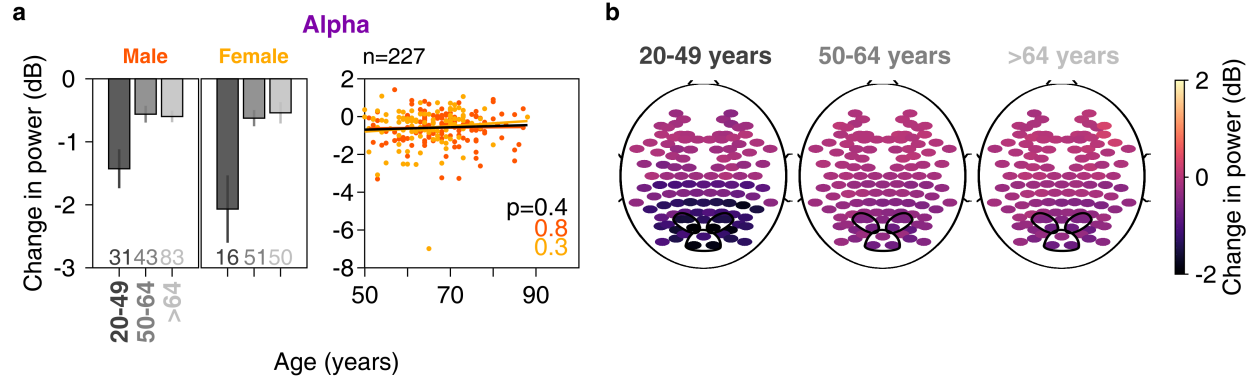 a
Alpha
Male
Female
Change in power (dB)
0
-1
-2
-3
31 43 83
16 51 50
20-49
50-64
>64
n=227
2
0
-2
-4
-6
-8
p=0.4
0.8
0.3
50
70
90
Age (years)
b
20-49 years
50-64 years
>64 years
2
0
-2
Change in power (dB)